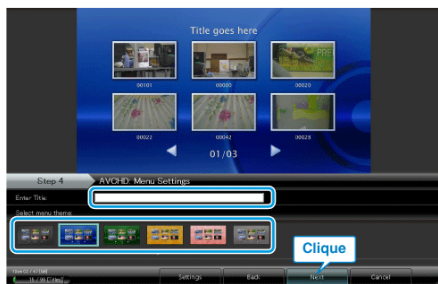 Title goes here
00101 00005 00020
00022 00042 00028
01/03
Step 4 AVCHD: Menu Settings
Enter Title:
Select menu theme:
Clique
Settings Back Next Cancel